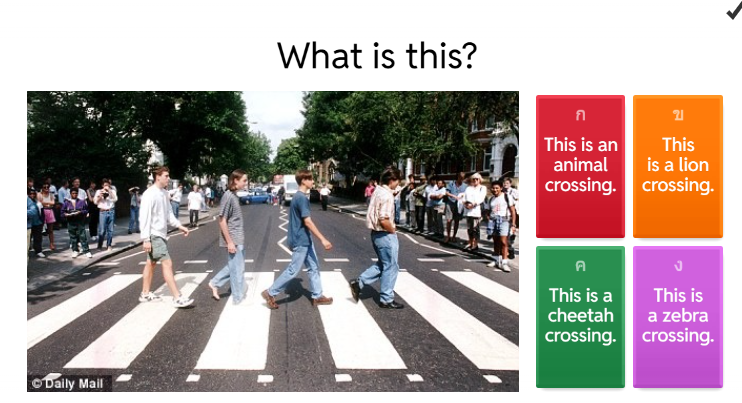 What is this?
© Daily Mail
ก
This is an
animal
crossing.
ข
This
is a lion
crossing.
ค
This is a
cheetah
crossing.
ง
This is
a zebra
crossing.